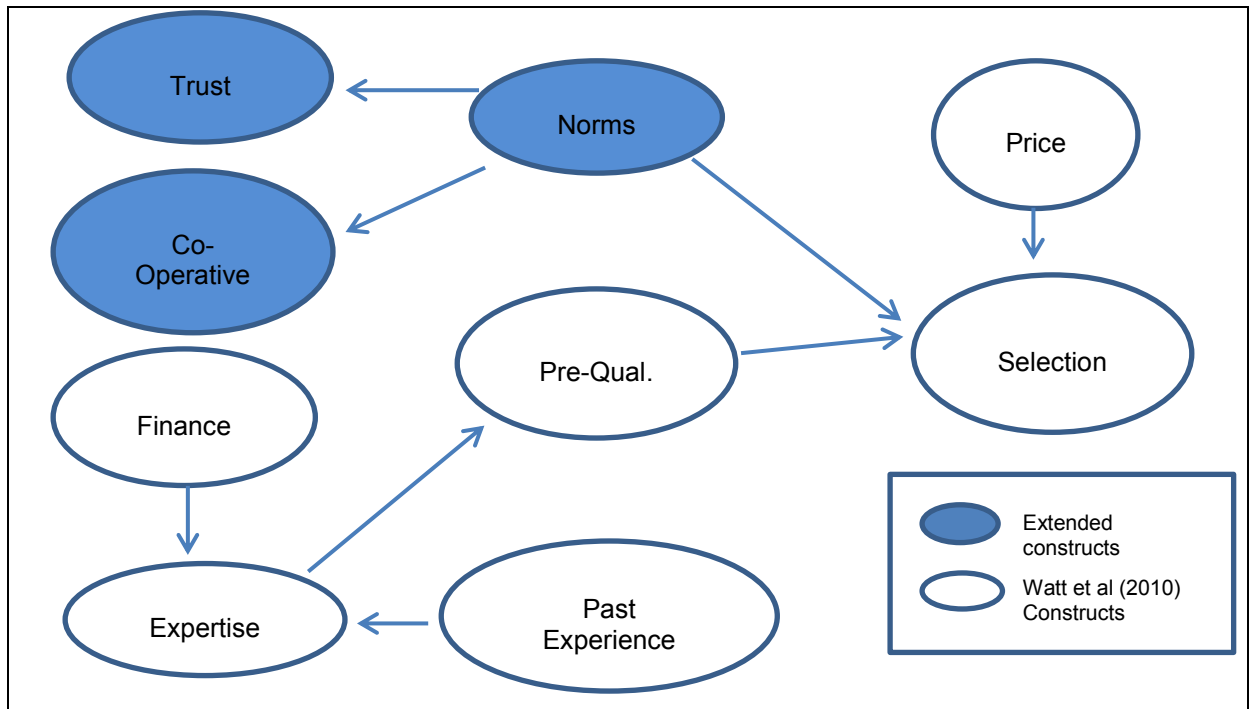 Trust
Norms
Price
Co-
Operative
Pre-Qual.
Selection
Finance
Expertise
Past
Experience
Extended
constructs
Watt et al (2010)
Constructs